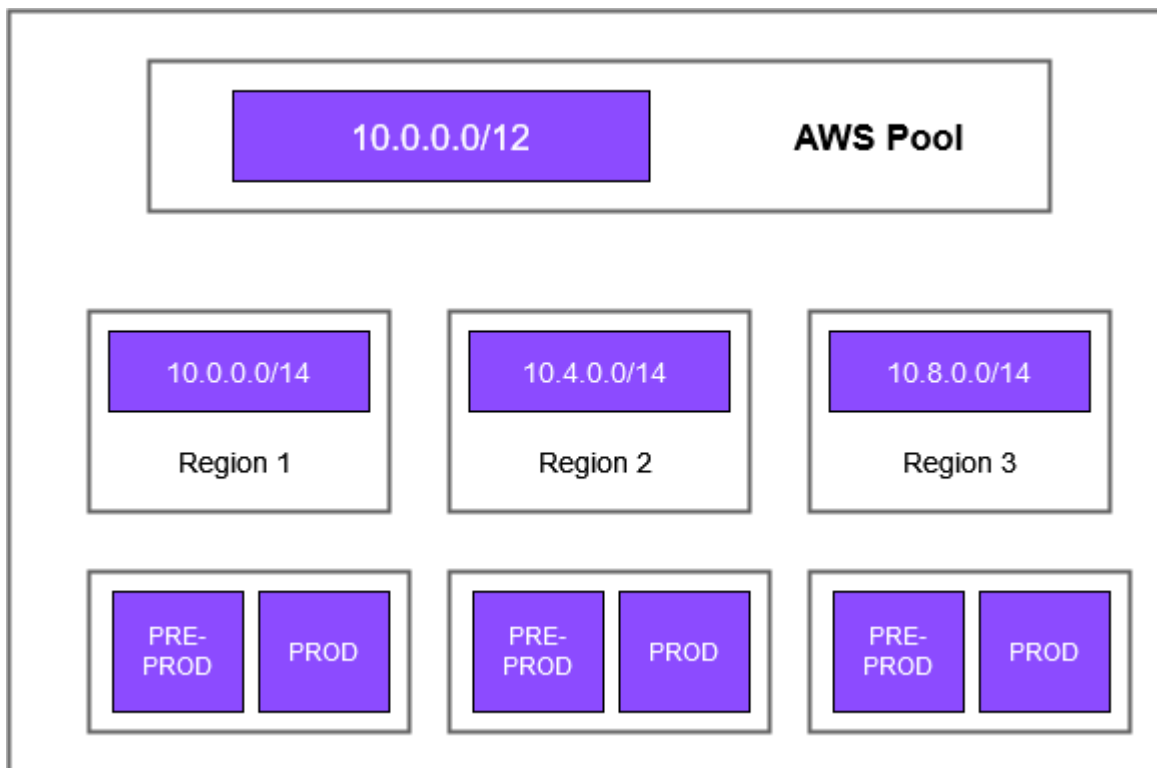 10.0.0.0/12
AWS Pool
10.0.0.0/14
Region 1
10.4.0.0/14
Region 2
10.8.0.0/14
Region 3
PRE-
PROD
PROD
PRE-
PROD
PROD
PRE-
PROD
PROD